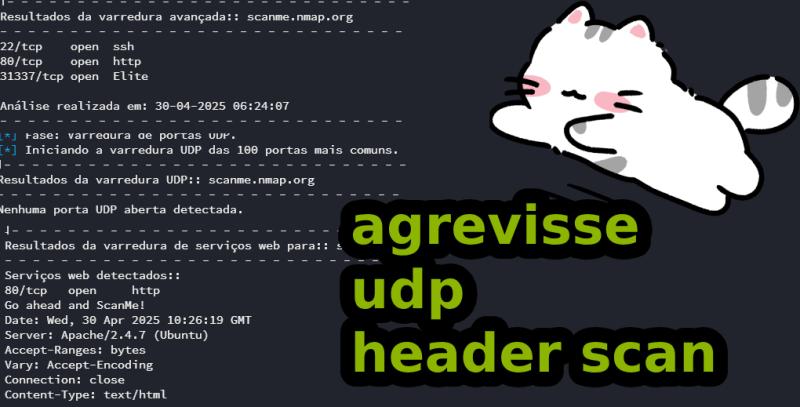 Resultados da varredura avançada:: scanme.nmap.org
22/tcp open ssh
80/tcp open http
31337/tcp open Elite
Análise realizada em: 30-04-2025 06:24:07
[*] Fase: varredura de portas UDP.
[*] Iniciando a varredura UDP das 100 portas mais comuns.
Resultados da varredura UDP:: scanme.nmap.org
Nenhuma porta UDP aberta detectada.
Resultados da varredura de serviços web para::
Serviços web detectados::
80/tcp open http
Go ahead and ScanMe!
Date: Wed, 30 Apr 2025 10:26:19 GMT
Server: Apache/2.4.7 (Ubuntu)
Accept-Ranges: bytes
Vary: Accept-Encoding
Connection: close
Content-Type: text/html
agrevisse
udp
header scan